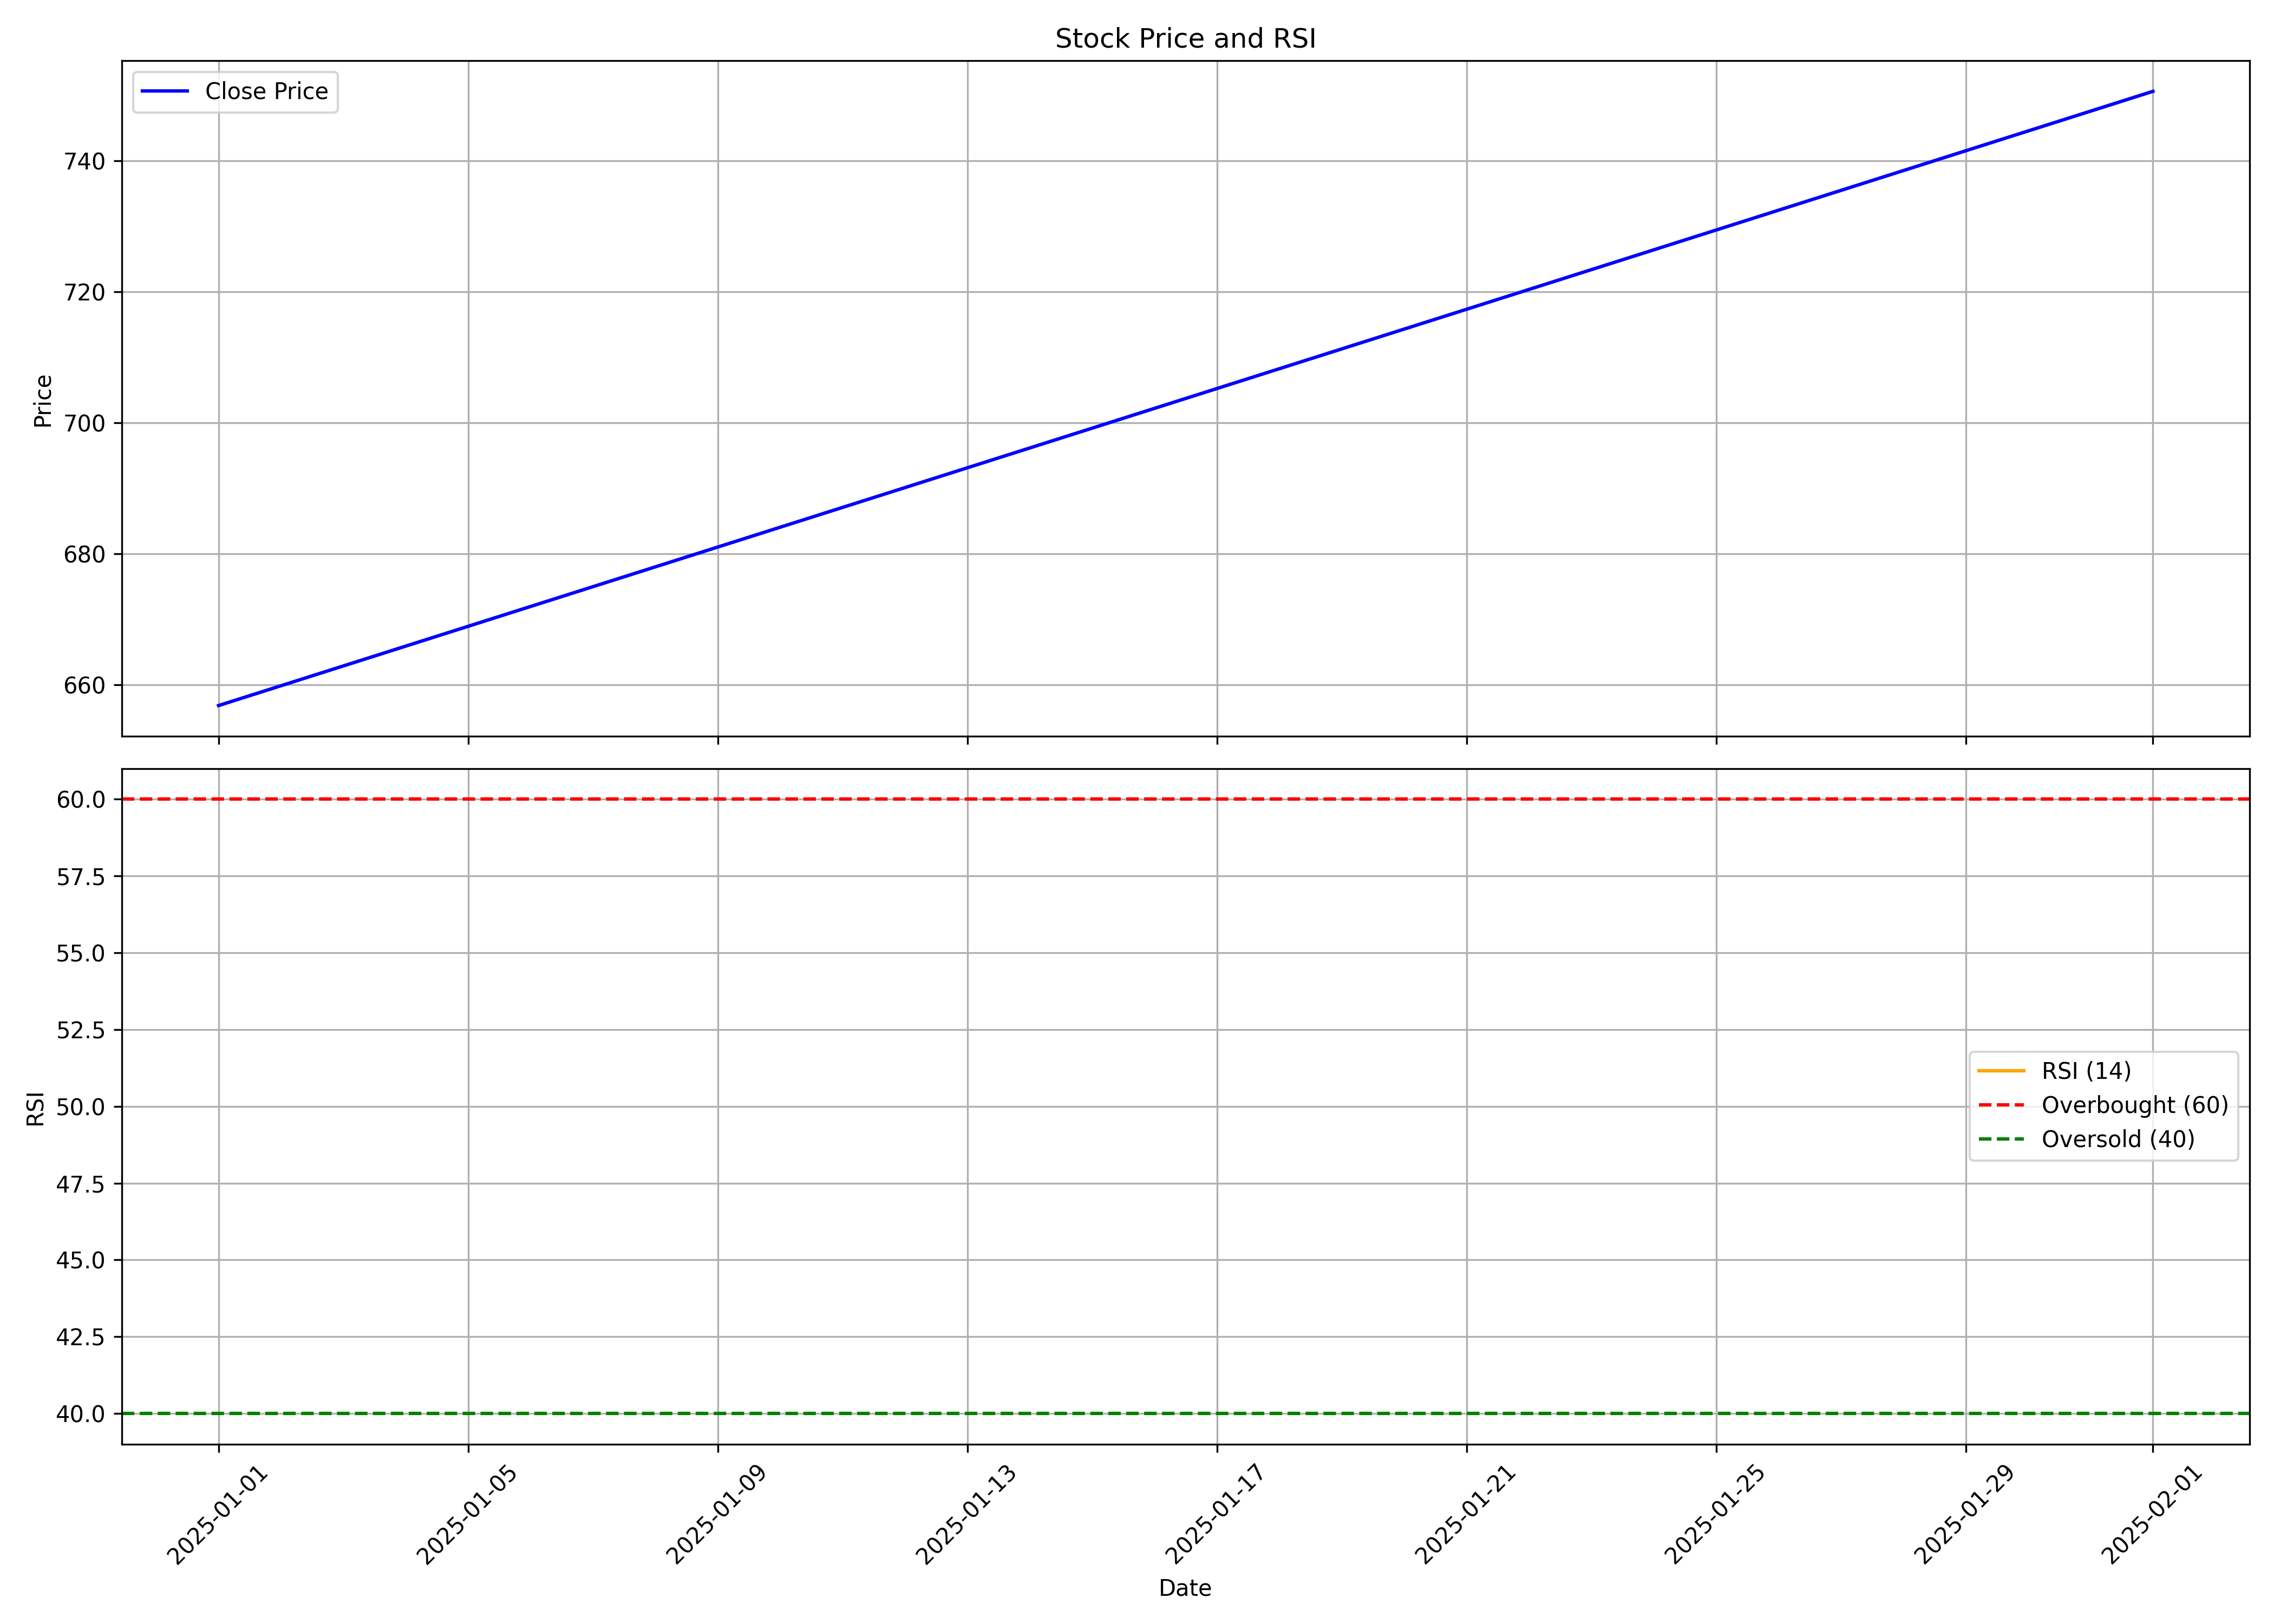 Stock Price and RSI
Close Price
Price
740
720
700
680
660
RSI
60.0
57.5
55.0
52.5
50.0
47.5
45.0
42.5
40.0
RSI (14)
Overbought (60)
Oversold (40)
2025-01-01
2025-01-05
2025-01-09
2025-01-13
2025-01-17
2025-01-21
2025-01-25
2025-01-29
2025-02-01
Date